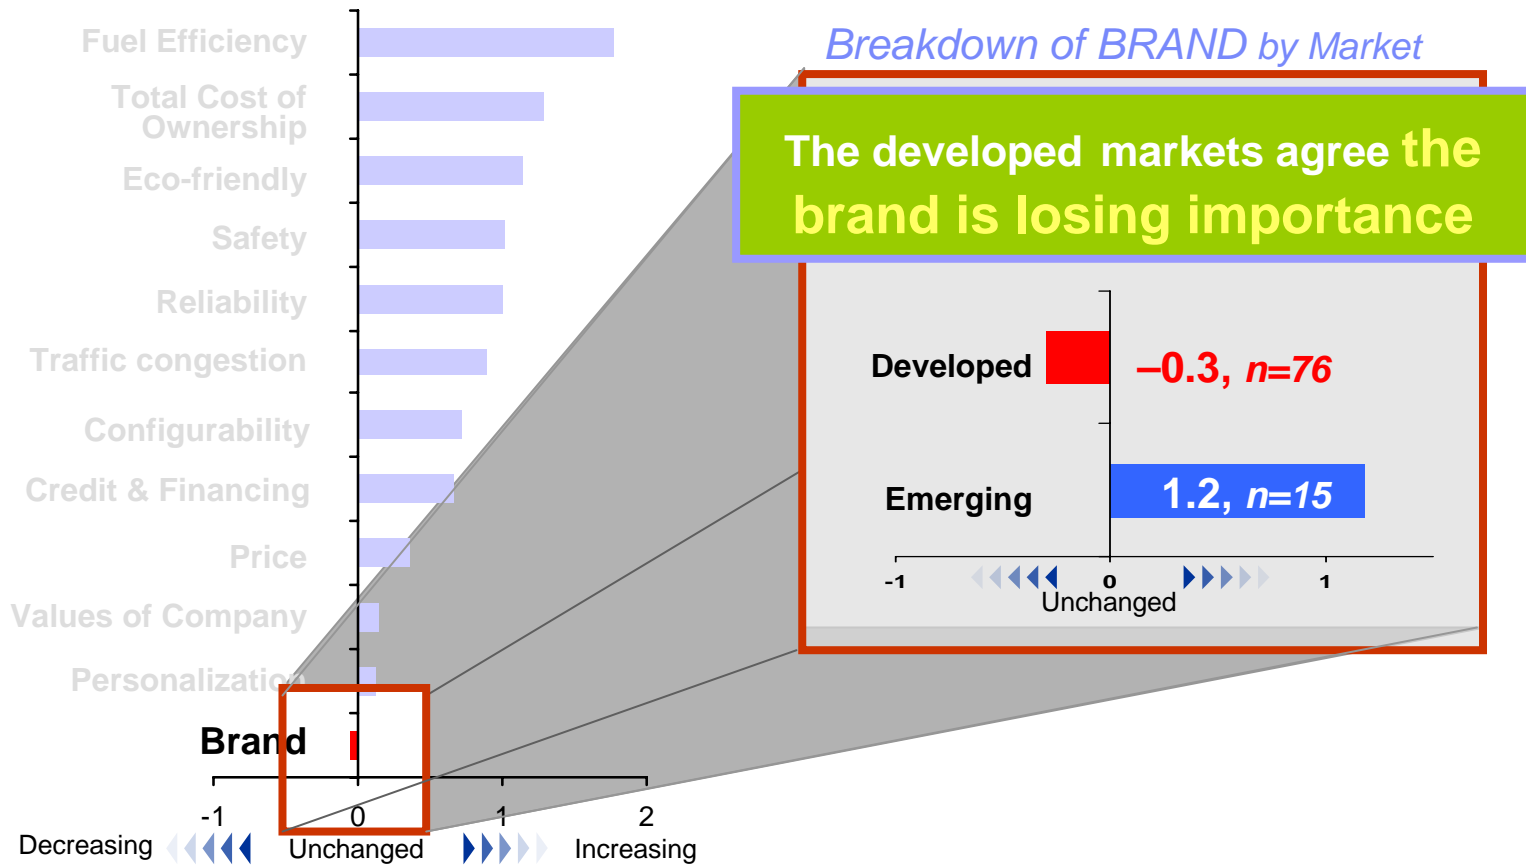 Fuel Efficiency
Total Cost of
Ownership
Eco-friendly
Safety
Reliability
Traffic congestion
Configurability
Credit & Financing
Price
Values of Company
Personalization
Brand
-1 0 1 2
Decreasing Unchanged Increasing
Breakdown of BRAND by Market
The developed markets agree the
brand is losing importance
Developed –0.3, n=76
Emerging 1.2, n=15
-1 0 1
Unchanged